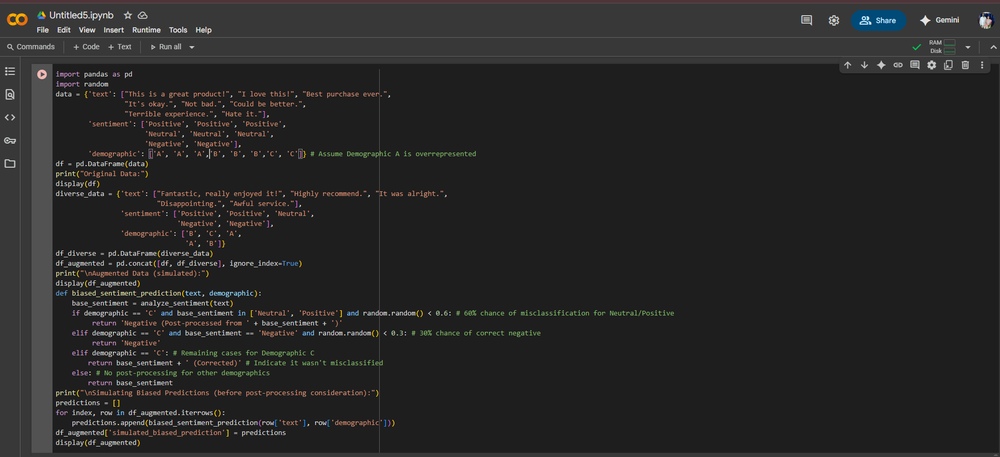 Untitled5.ipynb
File Edit View Insert Runtime Tools Help
Share
Gemini
Commands + Code + Text Run all
RAM
Disk
import pandas as pd
import random
data = {'text': ["This is a great product!", "I love this!", "Best purchase ever.",
"It's okay.", "Not bad.", "Could be better.",
"Terrible experience.", "Hate it."],
'sentiment': ['Positive', 'Positive', 'Positive',
'Neutral', 'Neutral', 'Neutral',
'Negative', 'Negative'],
'demographic': ['A', 'A', 'A','B', 'B', 'B','C', 'C']} # Assume Demographic A is overrepresented
df = pd.DataFrame(data)
print("Original Data:")
display(df)
diverse_data = {'text': ["Fantastic, really enjoyed it!", "Highly recommend.", "It was alright.",
"Disappointing.", "Awful service."],
'sentiment': ['Positive', 'Positive', 'Neutral',
'Negative', 'Negative'],
'demographic': ['B', 'C', 'A',
'A', 'B']}
df_diverse = pd.DataFrame(diverse_data)
df_augmented = pd.concat([df, df_diverse], ignore_index=True)
print("\nAugmented Data (simulated):")
display(df_augmented)
def biased_sentiment_prediction(text, demographic):
base_sentiment = analyze_sentiment(text)
if demographic == 'C' and base_sentiment in ['Neutral', 'Positive'] and random.random() < 0.6: # 60% chance of misclassification for Neutral/Positive
return 'Negative (Post-processed from ' + base_sentiment + ')'
elif demographic == 'C' and base_sentiment == 'Negative' and random.random() < 0.3: # 30% chance of correct negative
return 'Negative'
elif demographic == 'C': # Remaining cases for Demographic C
return base_sentiment + ' (Corrected)' # Indicate it wasn't misclassified
else: # No post-processing for other demographics
return base_sentiment
print("\nSimulating Biased Predictions (before post-processing consideration):")
predictions = []
for index, row in df_augmented.iterrows():
predictions.append(biased_sentiment_prediction(row['text'], row['demographic']))
df_augmented['simulated_biased_prediction'] = predictions
display(df_augmented)